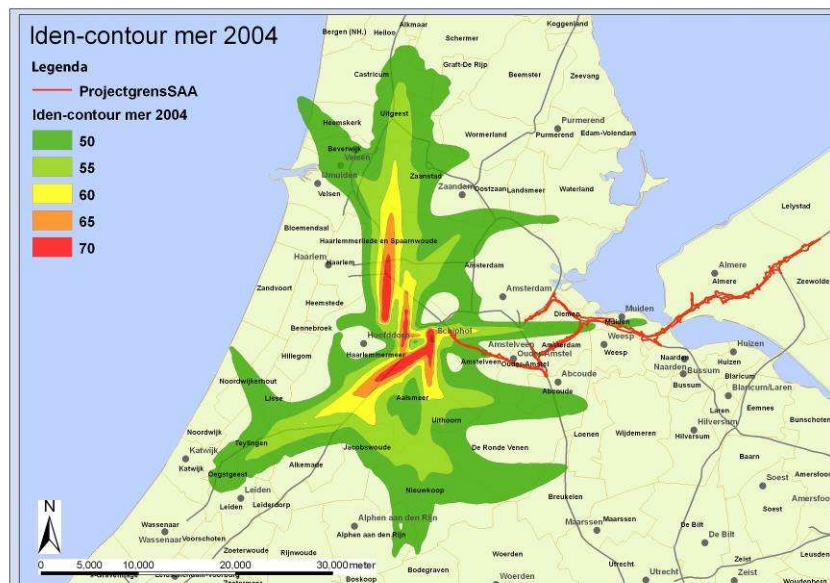 Iden-contour mer 2004
Legenda
ProjectgrensSAA
Iden-contour mer 2004
50
55
60
65
70
Alkmaar
Koggenland
Bergen (NH.)
Heiloo
Schermer
Graft-De Rijp
Castricum
Beemster
Zeevang
Uitgeest
Heemskerk
Purmerend
Wormerland
Purmerend
Edam-Volendam
Beverwijk
Velsen
Zaanstad
IJmuiden
Velsen
Zaandam
Oostzaan
Landsmeer
Waterland
Lelystad
Bloemendaal
Haarlemmerliede en Spaarnwoude
Haarlem
Haarlem
Amsterdam
Almere
Almere
Zeewolde
Zandvoort
Heemstede
Amsterdam
Muiden
Bennebroek
Schiphol
Diemen
Muiden
Hoofddorp
Amstelveen
Amsterdam
Weesp
Huizen
Hillegom
Haarlemmermeer
Ouder-Amstel
Weesp
Naarden
Huizen
Amstelveen
Ouder-Amstel
Naarden
Bussum
Blaricum
Noordwijkerhout
Abcoude
Abcoude
Bussum
Blaricum/Laren
Lisse
Aalsmeer
Laren
Eemnes
Uithoorn
Hilversum
Bunschoten
Noordwijk
Loenen
Wijdemeren
Hilversum
Teylingen
Jacobswoude
De Ronde Venen
Katwijk
Katwijk
Alkemade
Baarn
Oegstgeest
Nieuwkoop
Breukelen
Soest
Amersfoort
Leiden
Leiden
Leiderdorp
Soest
Amersfoort
N
Wassenaar
Wassenaar
Voorschoten
Alphen aan den Rijn
Alphen aan den Rijn
Maarssen
Maarssen
De Bilt
De Bilt
Zoeterwoude
Rijnwoude
Woerden
Leusden
0 5,000 10,000 20,000 30,000 meter
Boskoop
Bodegraven
Woerden
Utrecht
Utrecht
Zeist
Zeist
Woudenberg